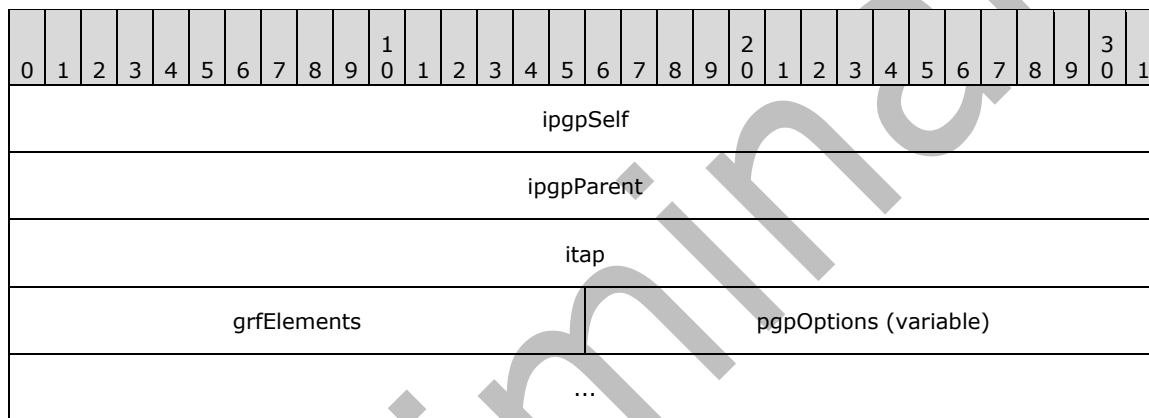 1 2 3
0 1 2 3 4 5 6 7 8 9 0 1 2 3 4 5 6 7 8 9 0 1 2 3 4 5 6 7 8 9 0 1
ipgpSelf
ipgpParent
itap
grfElements pgpOptions (variable)
...